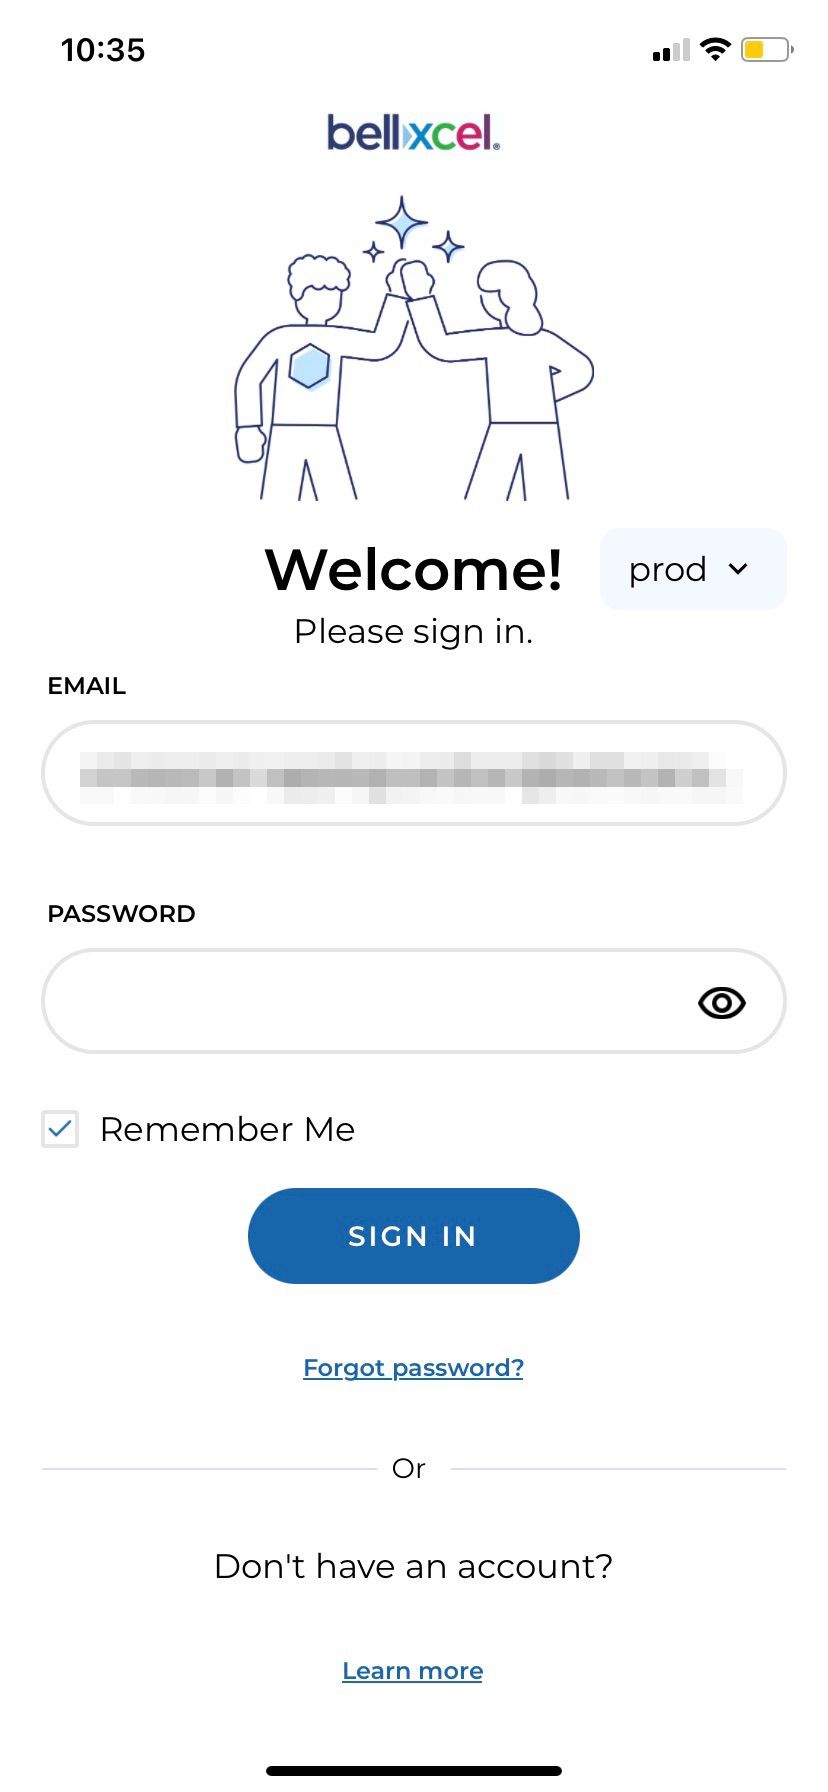 10:35
bellxcel®
Welcome!
prod
Please sign in.
EMAIL
PASSWORD
Remember Me
SIGN IN
Forgot password?
Or
Don't have an account?
Learn more